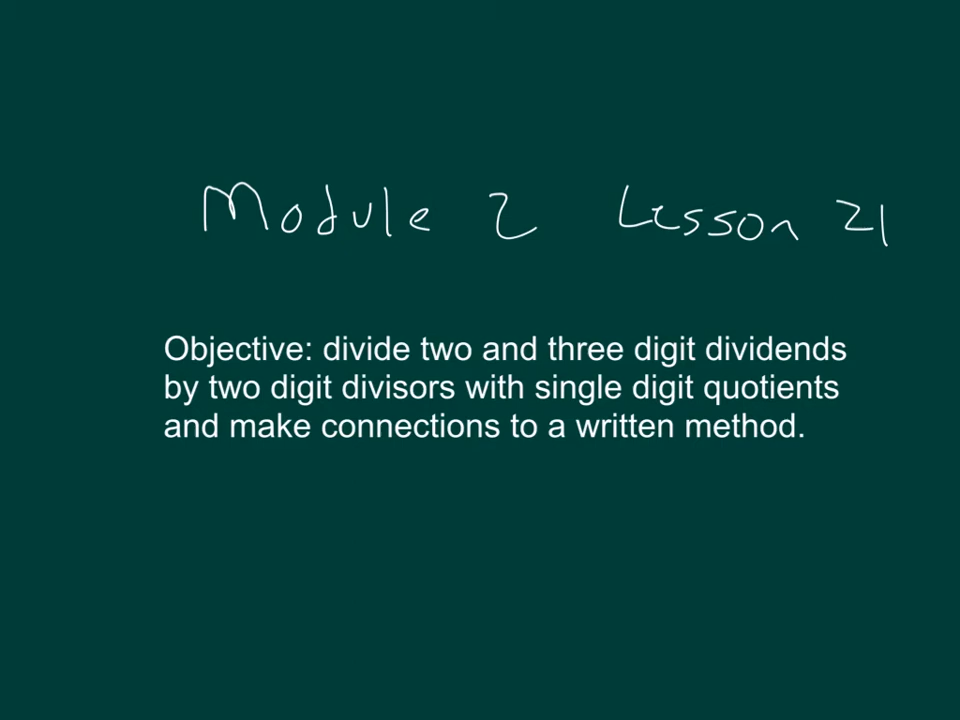 Module 2 Lesson 21
Objective: divide two and three digit dividends
by two digit divisors with single digit quotients
and make connections to a written method.